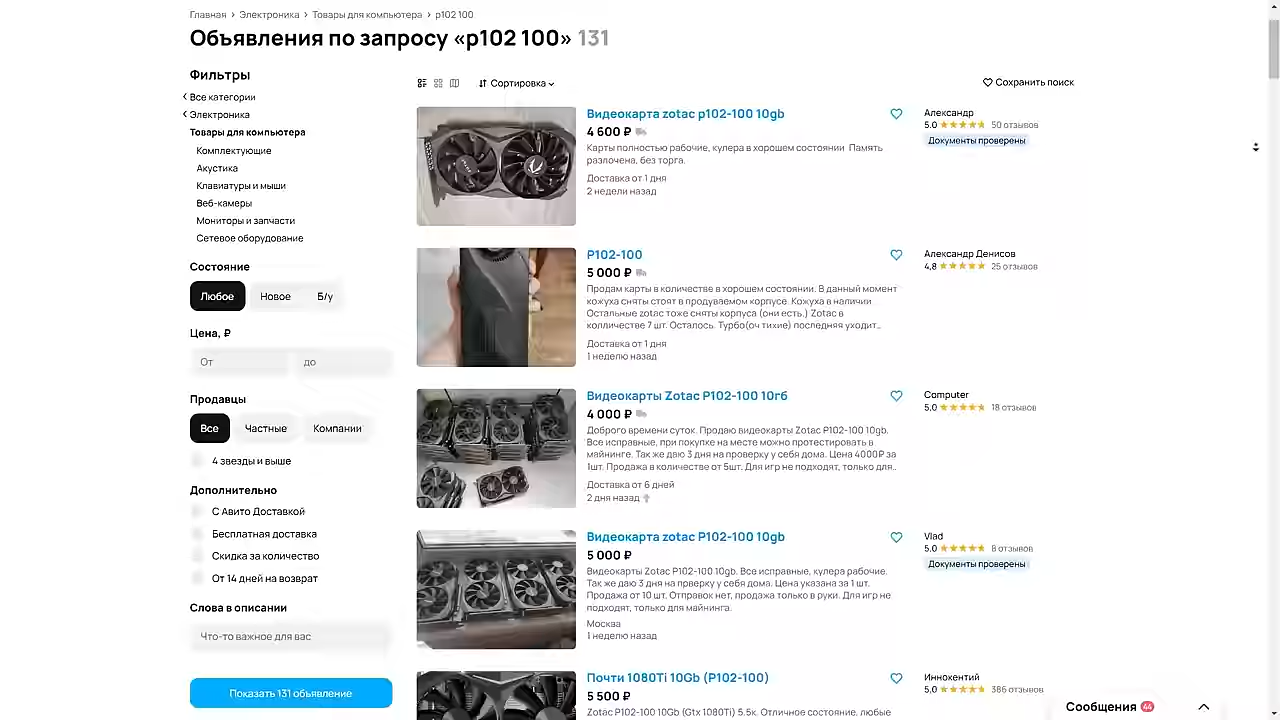 Главная > Электроника > Товары для компьютера > p102 100
Объявления по запросу «p102 100» 131
Фильтры
Все категории
Электроника
Товары для компьютера
Комплектующие
Акустика
Клавиатуры и мыши
Веб-камеры
Мониторы и запчасти
Сетевое оборудование
Состояние
Любое
Новое
Б/у
Цена, ₽
От
до
Продавцы
Все
Частные
Компании
4 звезды и выше
Дополнительно
С Авито Доставкой
Бесплатная доставка
Скидка за количество
От 14 дней на возврат
Слова в описании
Что-то важное для вас
Показать 131 объявление
Сортировка
Сохранить поиск
Видеокарта zotac p102-100 10gb
4 600 ₽
Карты полностью рабочие, кулера в хорошем состоянии Память
разлочена, без торга.
Доставка от 1 дня
2 недели назад
Александр
5.0 50 отзывов
Документы проверены
P102-100
5 000 ₽
Продам карты в количестве в хорошем состоянии. В данный момент
кожуха сняты стоят в продуваемом корпусе. Кожуха в наличии
Остальные zotac тоже сняты корпуса (они есть.) Zotac в
колличестве 7 шт. Осталось. Турбо(оч тихие) последняя уходит…
Доставка от 1 дня
1 неделю назад
Александр Денисов
4,8 25 отзывов
Видеокарты Zotac P102-100 10гб
4 000 ₽
Доброго времени суток. Продаю видеокарты Zotac P102-100 10gb.
Все исправные, при покупке на месте можно протестировать в
майнинге. Так же даю 3 дня на проверку у себя дома. Цена 4000₽ за
1шт. Продажа в количестве от 5шт. Для игр не подходят, только для..
Доставка от 6 дней
2 дня назад
Computer
5.0 18 отзывов
Видеокарта zotac P102-100 10gb
5 000 ₽
Видеокарты Zotac P102-100 10gb. Все исправные, кулера рабочие.
Так же даю 3 дня на прверку у себя дома. Цена указана за 1 шт.
Продажа от 10 шт. Отправок нет, продажа только в руки. Для игр не
подходят, только для майнинга.
Москва
1 неделю назад
Vlad
5.0 8 отзывов
Документы проверены
Почти 1080Ti 10Gb (P102-100)
5 500 ₽
Zotac P102-100 10Gb (Gtx 1080Ti) 5.5к. Отличное состояние, любые
Иннокентий
5.0 386 отзывов
Сообщения 44